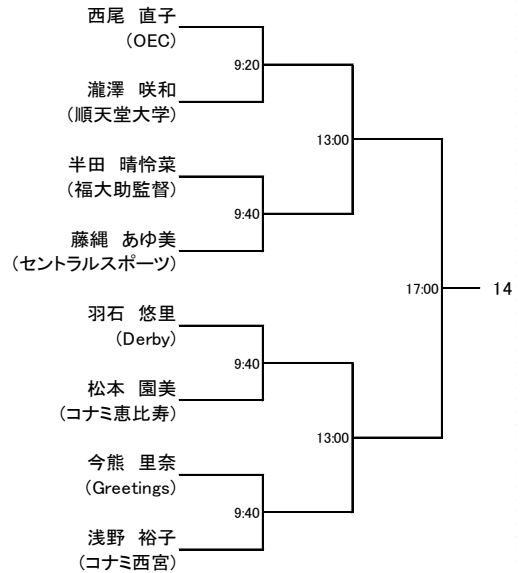 西尾 直子
(OEC)
9:20
瀧澤 咲和
(順天堂大学)
13:00
半田 晴怜菜
(福大助監督)
9:40
藤縄 あゆ美
(セントラルスポーツ)
17:00
14
羽石 悠里
(Derby)
9:40
松本 園美
(コナミ恵比寿)
13:00
今熊 里奈
(Greetings)
9:40
浅野 裕子
(コナミ西宮)